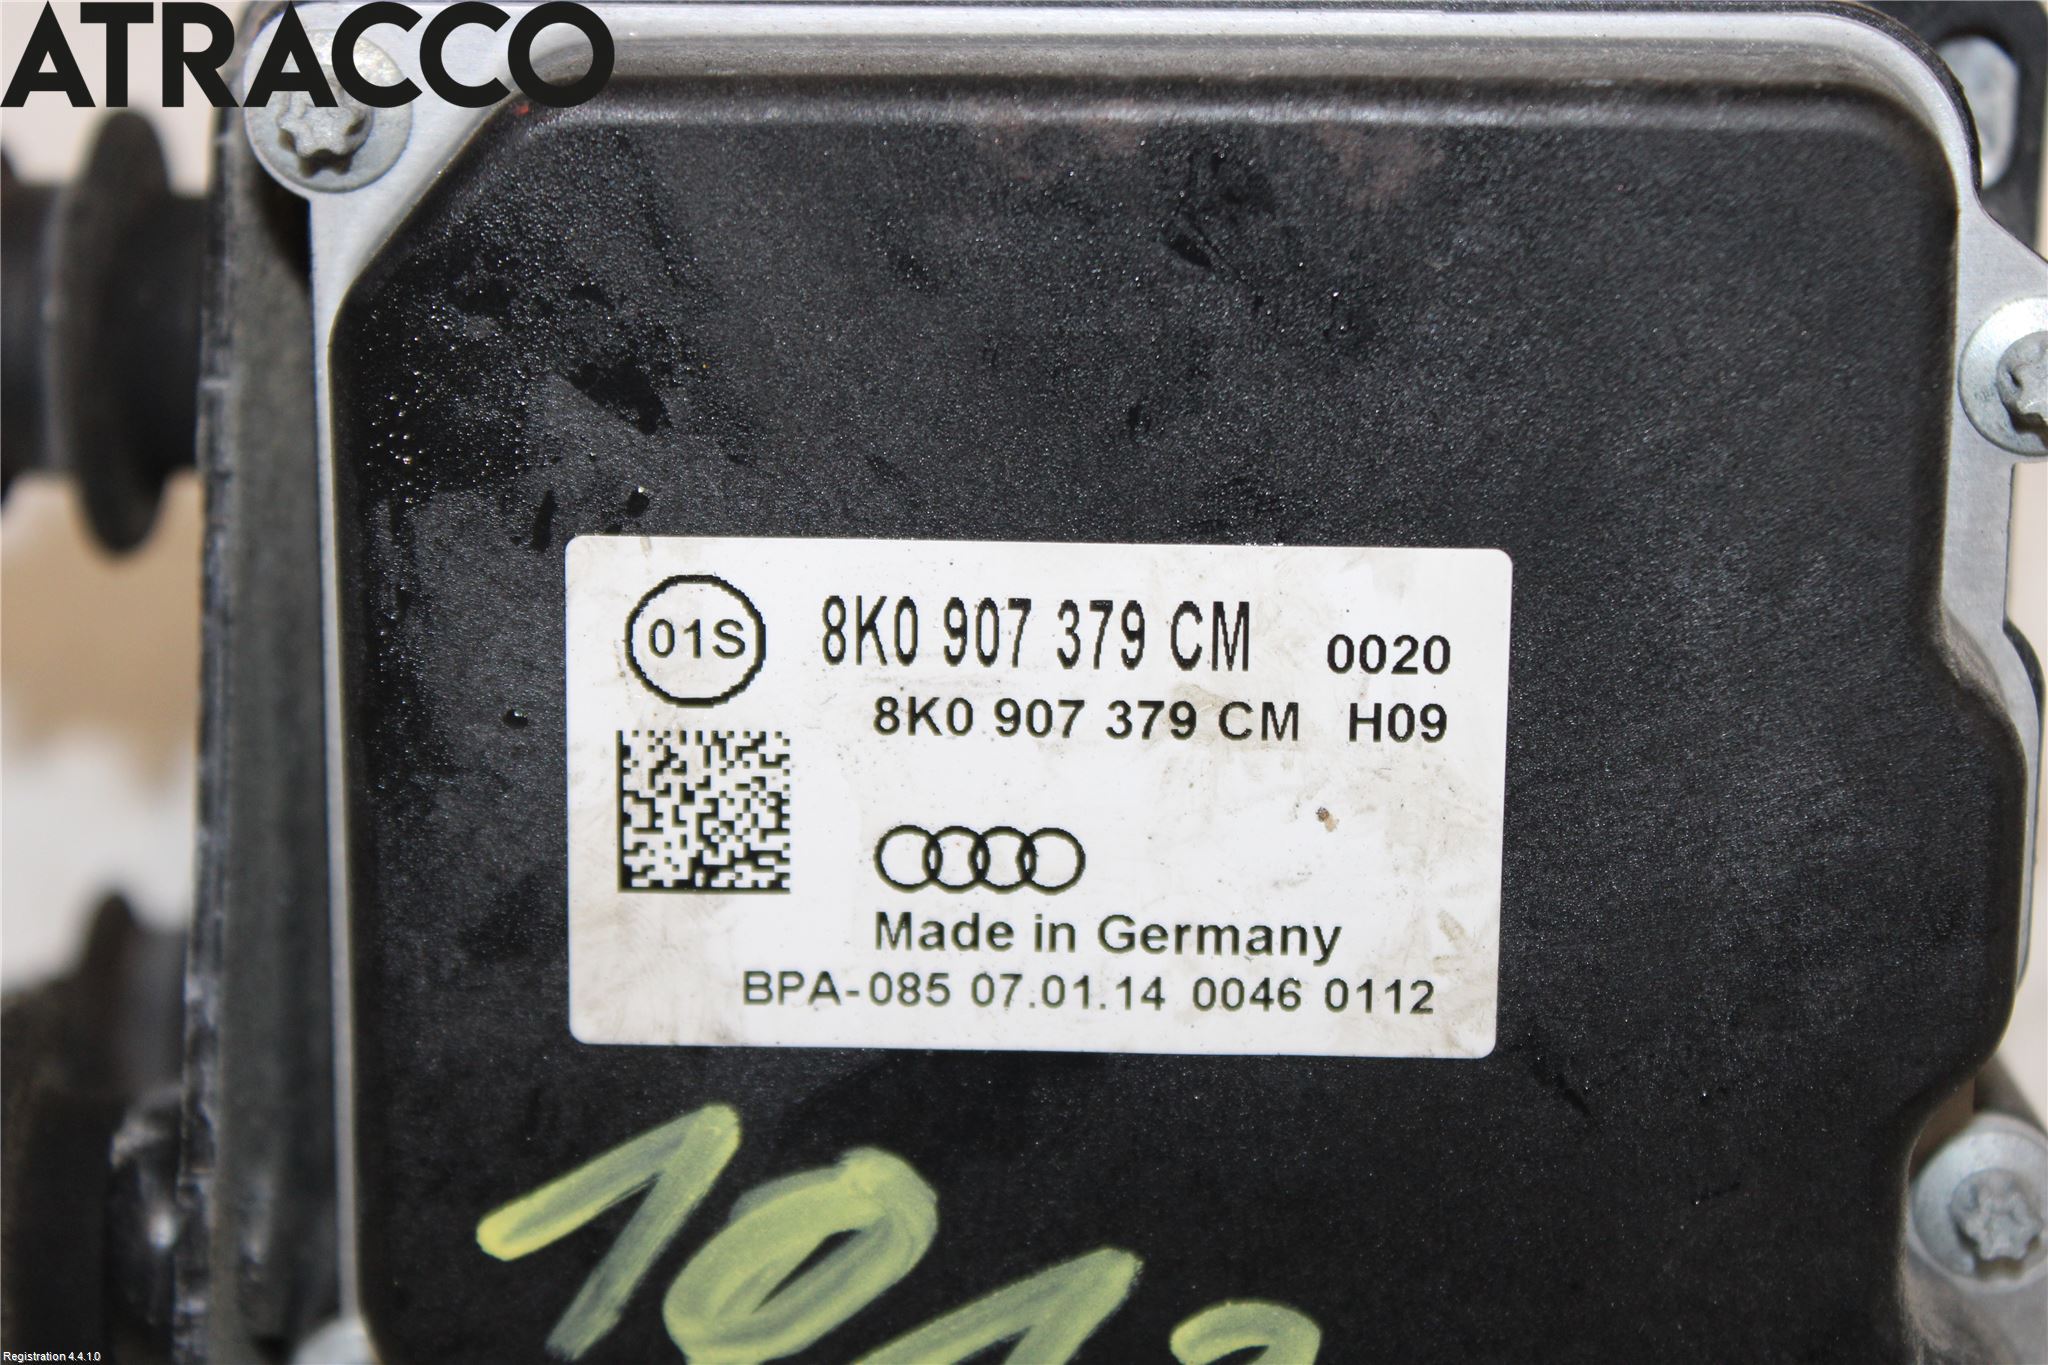 ATRACCO
01S 8K0 907 379 CM 0020
8K0 907 379 CM H09
Made in Germany
BPA-085 07.01.14 0046 0112
Registration 4.4.1.0